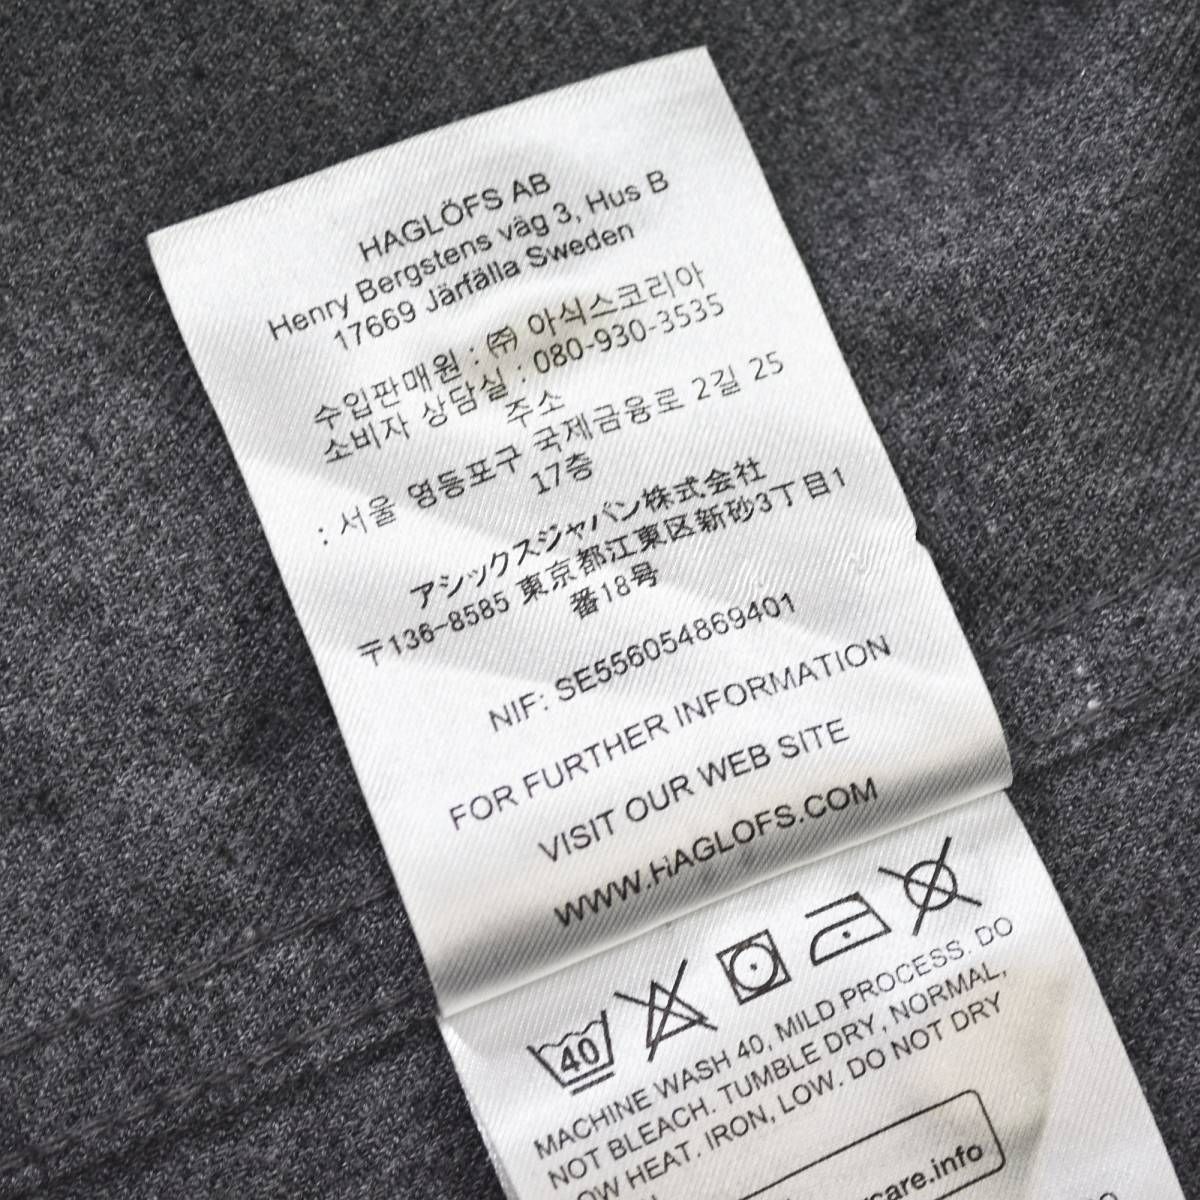 HAGLÖFS AB
Henry Bergstens väg 3, Hus B
17669 Järfälla Sweden
수입판매원 : ㈜ 아식스코리아
소비자 상담실 : 080-930-3535
주소
: 서울 영등포구 국제금융로 2길 25
17층
アシックスジャパン株式会社
〒136-8585 東京都江東区新砂3丁目1
番18号
NIF: SE556054869401
FOR FURTHER INFORMATION
VISIT OUR WEB SITE
WWW.HAGLOFS.COM
40
MACHINE WASH 40, MILD PROCESS. DO
NOT BLEACH. TUMBLE DRY, NORMAL,
LOW HEAT. IRON, LOW. DO NOT DRY
care.info